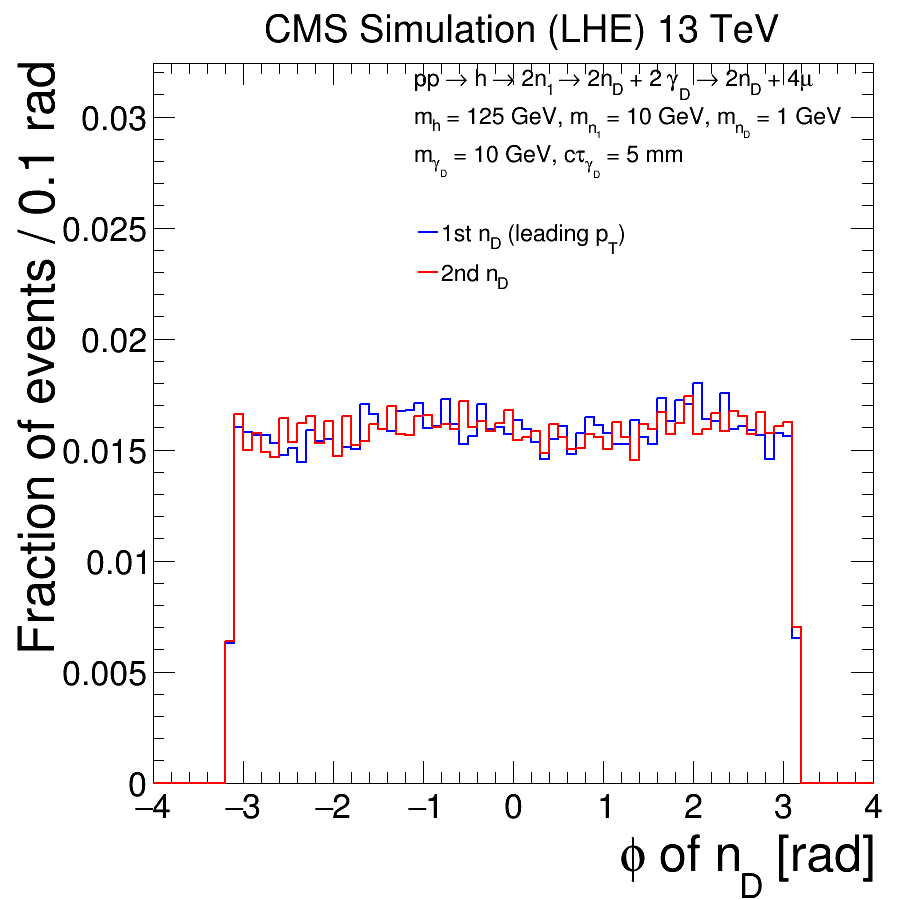 CMS Simulation (LHE) 13 TeV
pp → h → 2n1 → 2nD + 2 γD → 2nD + 4μ
mh = 125 GeV, mn1 = 10 GeV, mnD = 1 GeV
mγD = 10 GeV, cτγD = 5 mm
1st nD (leading pT)
2nd nD
Fraction of events / 0.1 rad
0.03
0.025
0.02
0.015
0.01
0.005
0
−4 −3 −2 −1 0 1 2 3 4
ϕ of nD [rad]